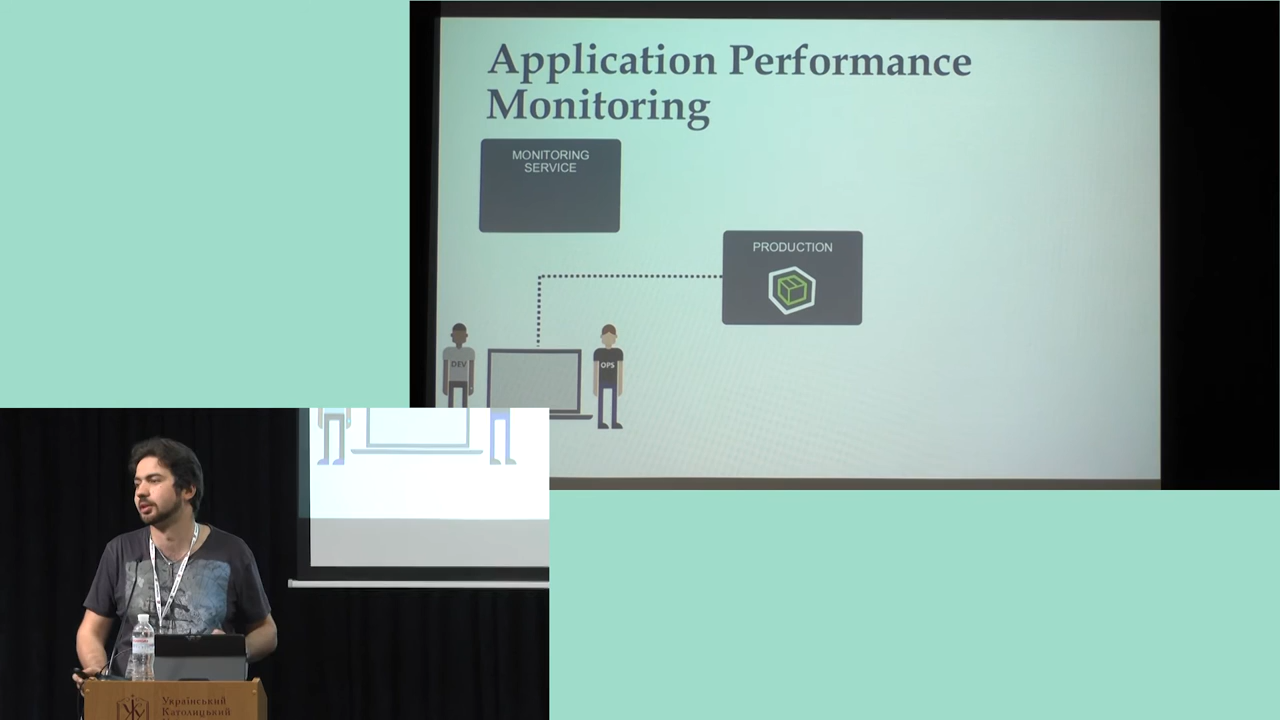 Application Performance
Monitoring
MONITORING
SERVICE
PRODUCTION
DEV
OPS
Український
Католицький